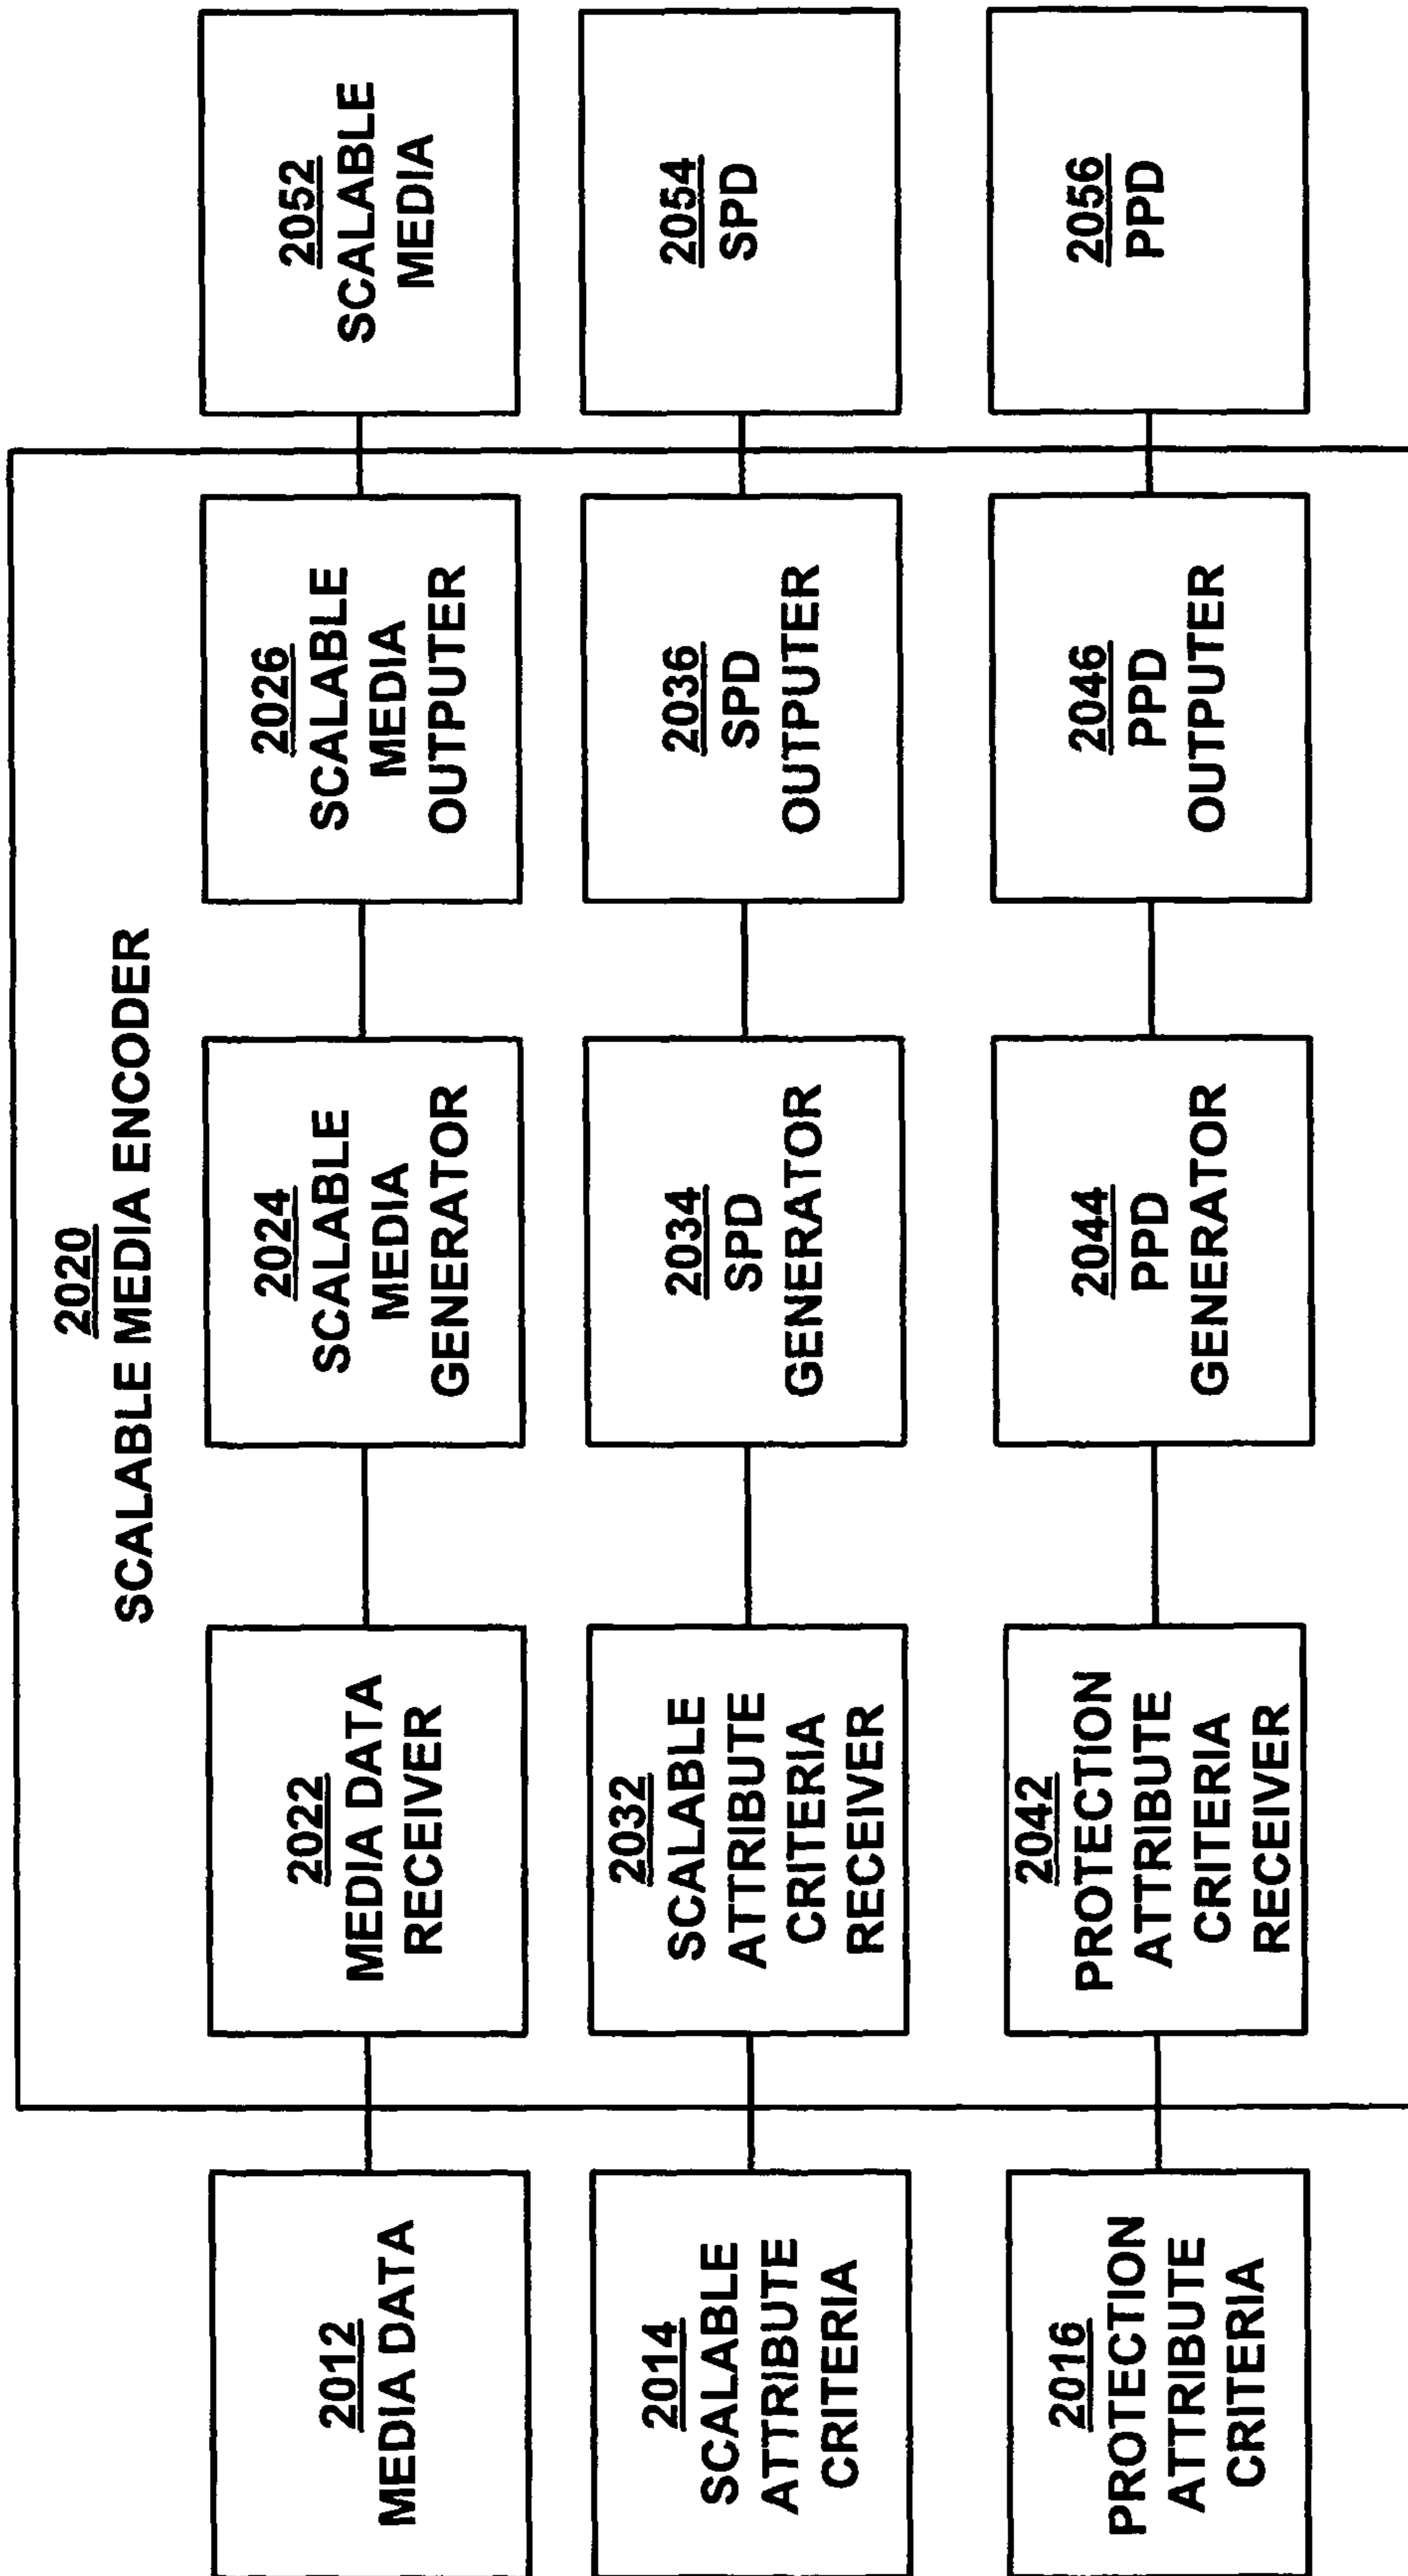 2020
SCALABLE MEDIA ENCODER
2012
MEDIA DATA
2022
MEDIA DATA
RECEIVER
2024
SCALABLE
MEDIA
GENERATOR
2026
SCALABLE
MEDIA
OUTPUTER
2052
SCALABLE
MEDIA
2014
SCALABLE
ATTRIBUTE
CRITERIA
2032
SCALABLE
ATTRIBUTE
CRITERIA
RECEIVER
2034
SPD
GENERATOR
2036
SPD
OUTPUTER
2054
SPD
2016
PROTECTION
ATTRIBUTE
CRITERIA
2042
PROTECTION
ATTRIBUTE
CRITERIA
RECEIVER
2044
PPD
GENERATOR
2046
PPD
OUTPUTER
2056
PPD